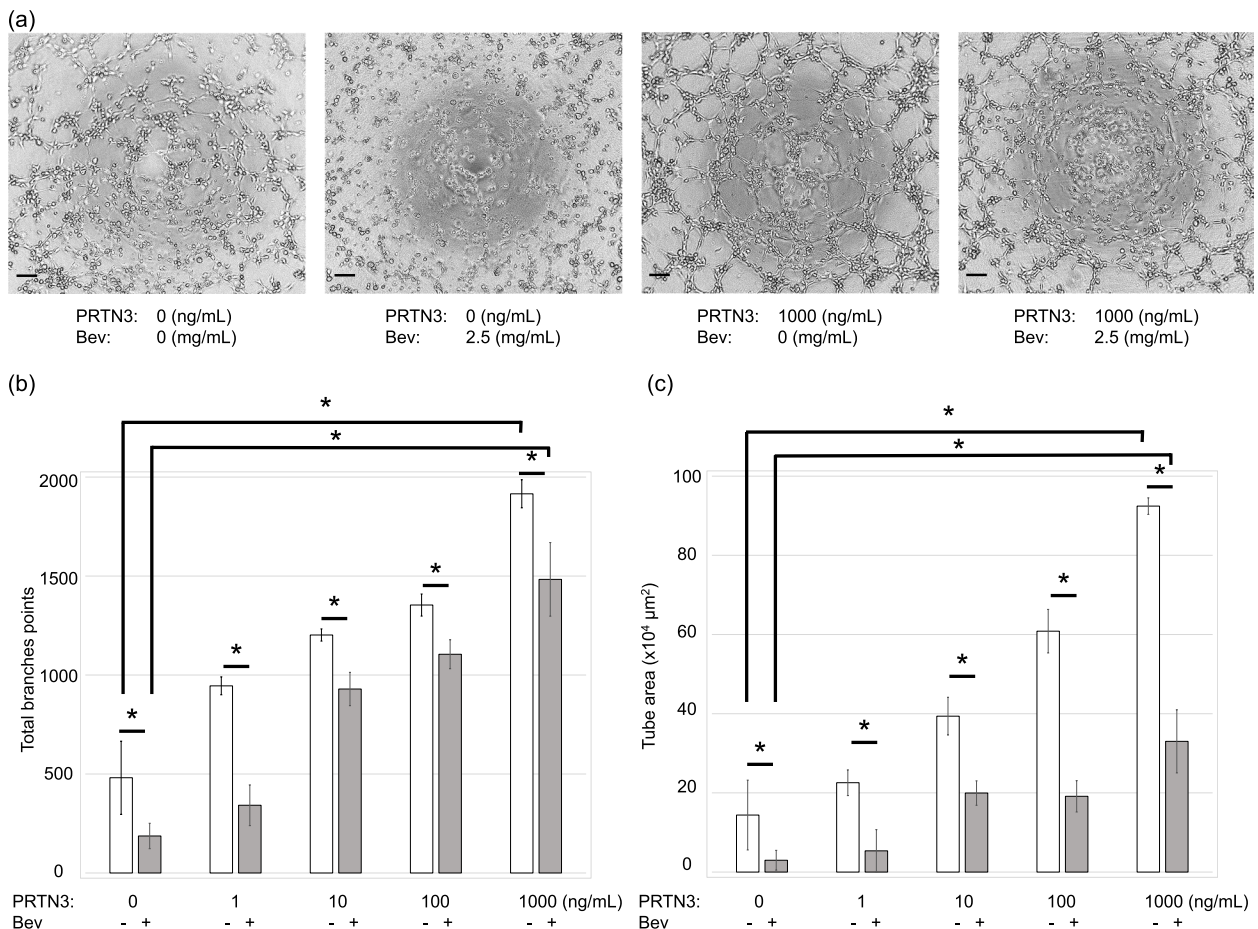 (a)
PRTN3: 0 (ng/mL) PRTN3: 0 (ng/mL) PRTN3: 1000 (ng/mL) PRTN3: 1000 (ng/mL)
Bev: 0 (mg/mL) Bev: 2.5 (mg/mL) Bev: 0 (mg/mL) Bev: 2.5 (mg/mL)
(b)
*
*
*
*
*
*
*
Total branches points
2000
1500
1000
500
0
PRTN3: 0 1 10 100 1000 (ng/mL)
Bev - + - + - + - + - +
(c)
*
*
*
*
*
*
*
Tube area (x10⁴ µm²)
100
80
60
40
20
0
PRTN3: 0 1 10 100 1000 (ng/mL)
Bev - + - + - + - + - +